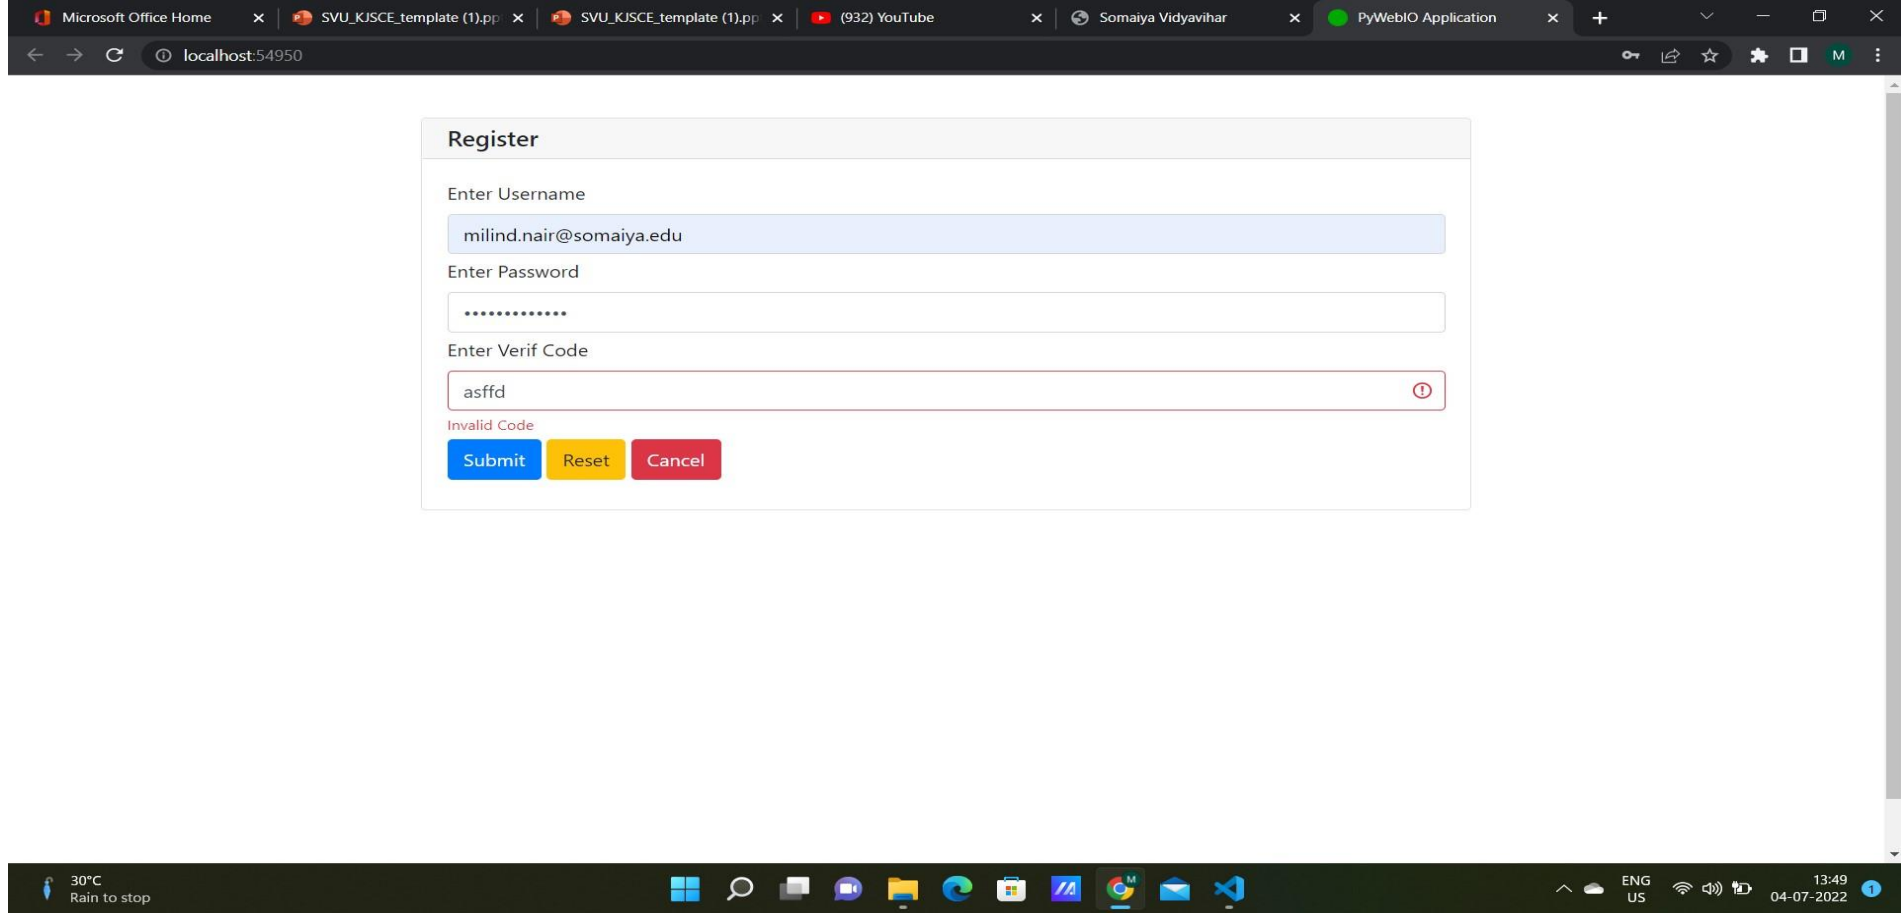 Microsoft Office Home SVU_KJSCE_template (1).pp SVU_KJSCE_template (1).pp (932) YouTube Somaiya Vidyavihar PyWebIO Application
localhost:54950 M
Register
Enter Username
milind.nair@somaiya.edu
Enter Password
•••••••••••••
Enter Verif Code
asffd
Invalid Code
Submit Reset Cancel
30°C
Rain to stop
M
ENG
US
13:49
04-07-2022
1